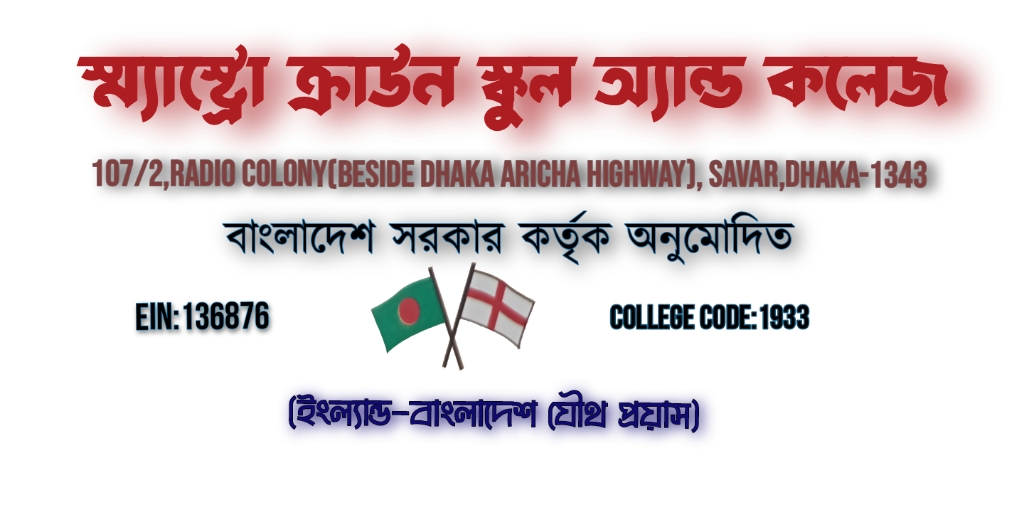 ম্যাস্ট্রো ক্রাউন স্কুল অ্যান্ড কলেজ
107/2,RADIO COLONY(BESIDE DHAKA ARICHA HIGHWAY), SAVAR,DHAKA-1343
বাংলাদেশ সরকার কর্তৃক অনুমোদিত
EIN:136876
COLLEGE CODE:1933
(ইংল্যান্ড-বাংলাদেশ যৌথ প্রয়াস)